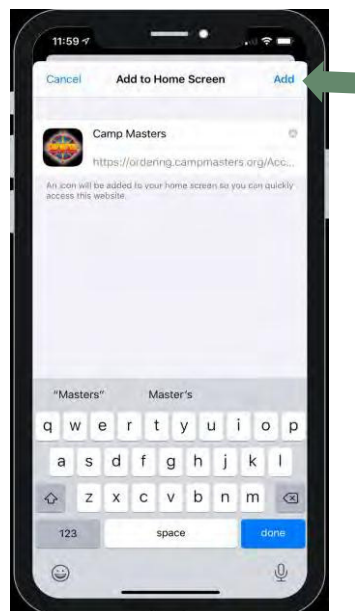 11:59
Cancel Add to Home Screen Add
Camp Masters
https://ordering.campmasters.org/Acc...
An icon will be added to your home screen so you can quickly
access this website.
"Masters" Master's
q w e r t y u i o p
a s d f g h j k l
z x c v b n m
123 space done